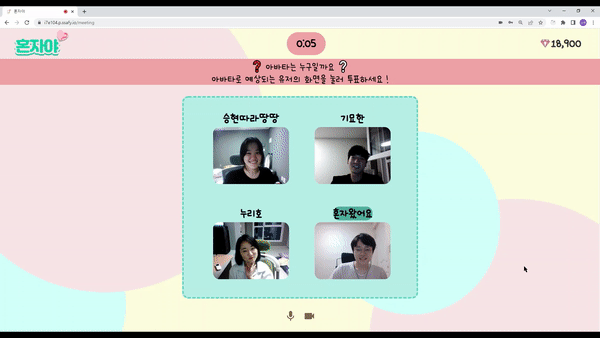 혼자야
i7e104.p.ssafy.io/meeting
혼자야
0:05
18,900
❓ 아바타는 누구일까요 ❔
아바타로 예상되는 유저의 화면을 눌러 투표하세요 !
승현따라땅땅
기묘한
누리호
혼자왔어요